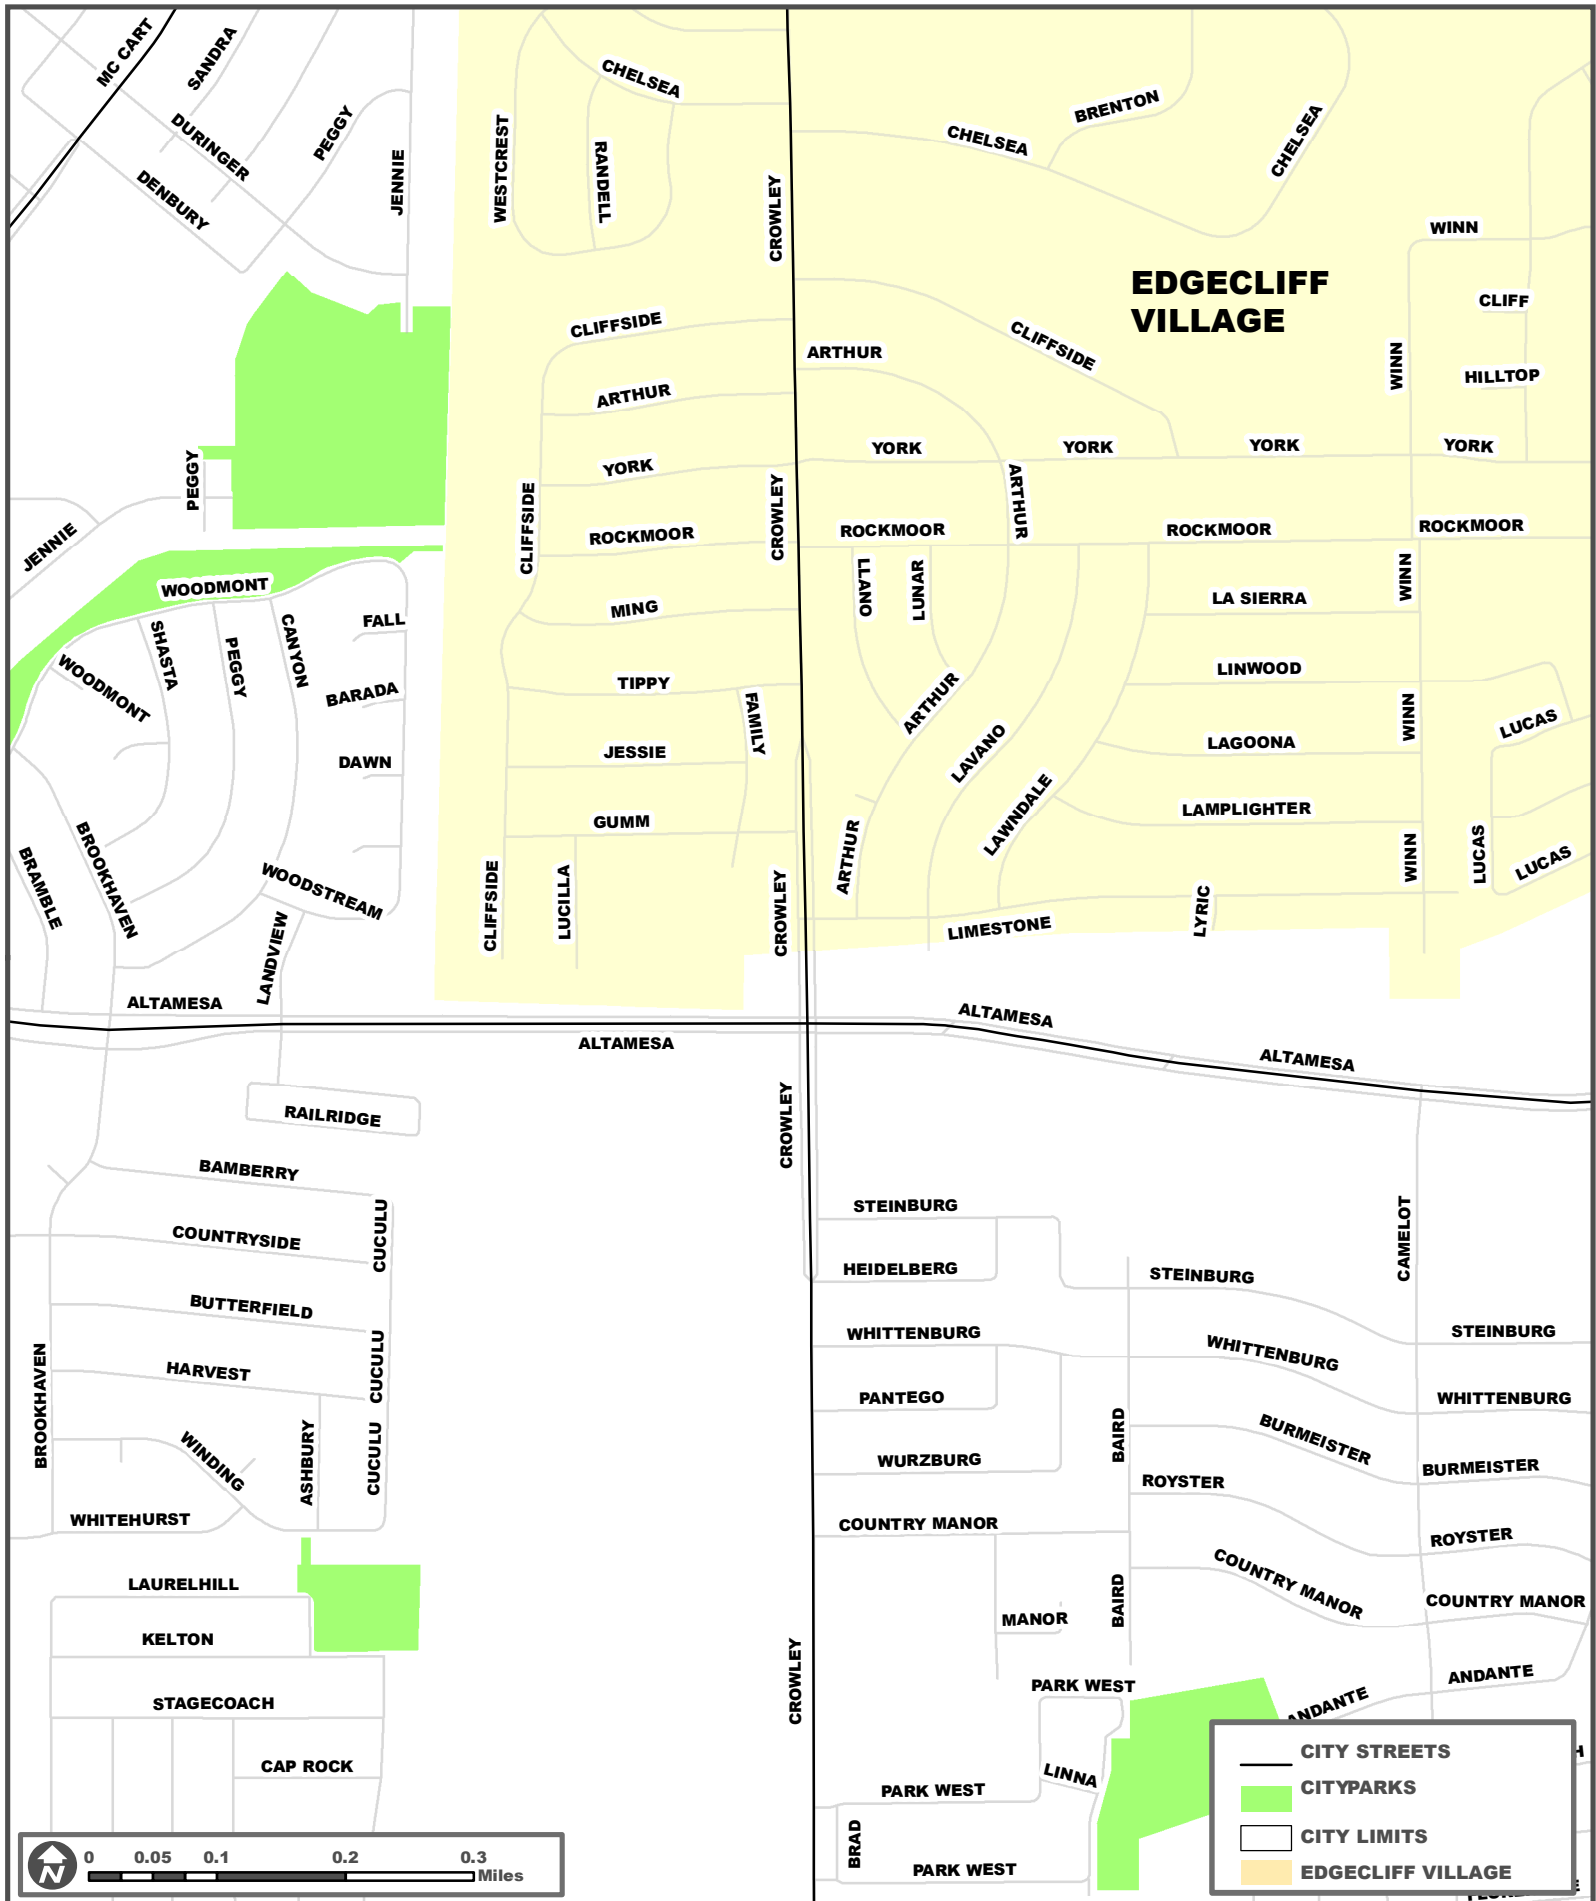 MC CART
SANDRA
DURINGER
PEGGY
DENBURY
JENNIE
WESTCREST
CHELSEA
RANDELL
CROWLEY
CHELSEA
BRENTON
CHELSEA
WINN
EDGECLIFF
VILLAGE
CLIFF
CLIFFSIDE
ARTHUR
CLIFFSIDE
WINN
HILLTOP
ARTHUR
YORK
YORK
YORK
YORK
YORK
PEGGY
CLIFFSIDE
CROWLEY
ARTHUR
ROCKMOOR
ROCKMOOR
ROCKMOOR
ROCKMOOR
JENNIE
WOODMONT
LLANO
LUNAR
WINN
LA SIERRA
MING
FALL
SHASTA
PEGGY
CANYON
WOODMONT
BARADA
TIPPY
FAMILY
ARTHUR
LINWOOD
WINN
LUCAS
JESSIE
LAVANO
LAGOONA
DAWN
GUMM
LAWNDALE
LAMPLIGHTER
BRAMBLE
BROOKHAVEN
WOODSTREAM
CLIFFSIDE
LUCILLA
CROWLEY
ARTHUR
WINN
LUCAS
LUCAS
LANDVIEW
LIMESTONE
LYRIC
ALTAMESA
ALTAMESA
ALTAMESA
ALTAMESA
RAILRIDGE
CROWLEY
BAMBERRY
CUCULU
COUNTRYSIDE
STEINBURG
CAMELOT
HEIDELBERG
STEINBURG
BUTTERFIELD
WHITTENBURG
WHITTENBURG
STEINBURG
HARVEST
CUCULU
BROOKHAVEN
PANTEGO
WHITTENBURG
BAIRD
BURMEISTER
WINDING
ASHBURY
CUCULU
WURZBURG
BURMEISTER
ROYSTER
WHITEHURST
COUNTRY MANOR
ROYSTER
LAURELHILL
COUNTRY MANOR
BAIRD
COUNTRY MANOR
MANOR
KELTON
CROWLEY
PARK WEST
ANDANTE
STAGECOACH
ANDANTE
CAP ROCK
LINNA
PARK WEST
BRAD
PARK WEST
CITY STREETS
CITYPARKS
CITY LIMITS
EDGECLIFF VILLAGE
N
0 0.05 0.1 0.2 0.3
Miles